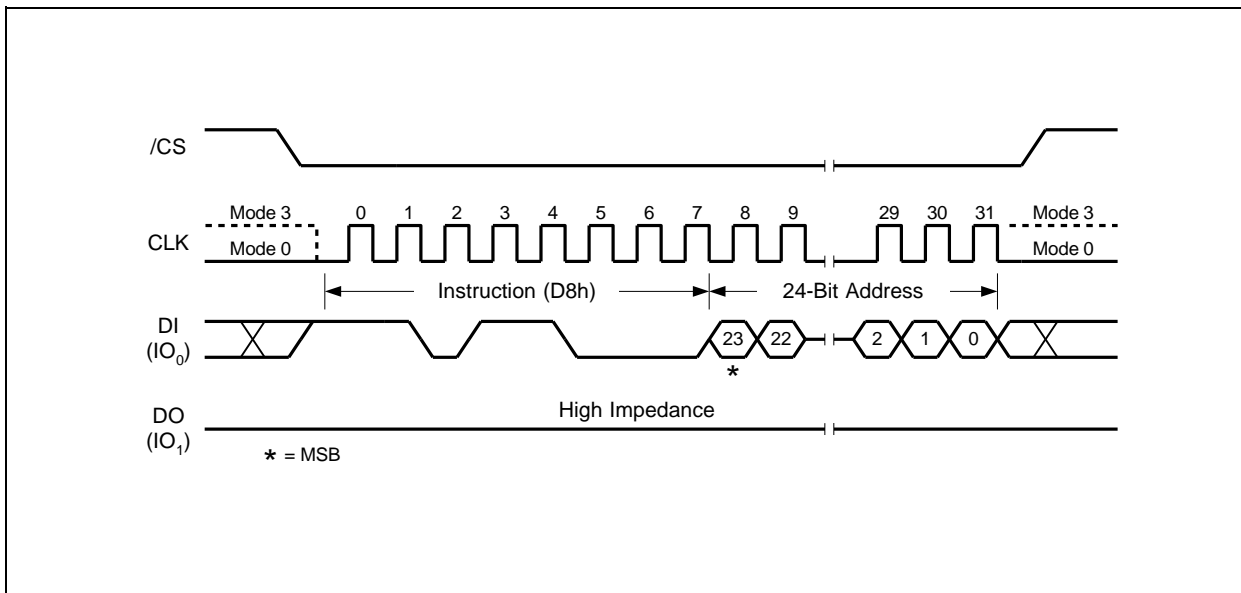 /CS
Mode 3 0 1 2 3 4 5 6 7 8 9 29 30 31 Mode 3
CLK
Mode 0 Mode 0
Instruction (D8h) 24-Bit Address
DI
(IO₀)
23 22 2 1 0
*
High Impedance
DO
(IO₁)
* = MSB